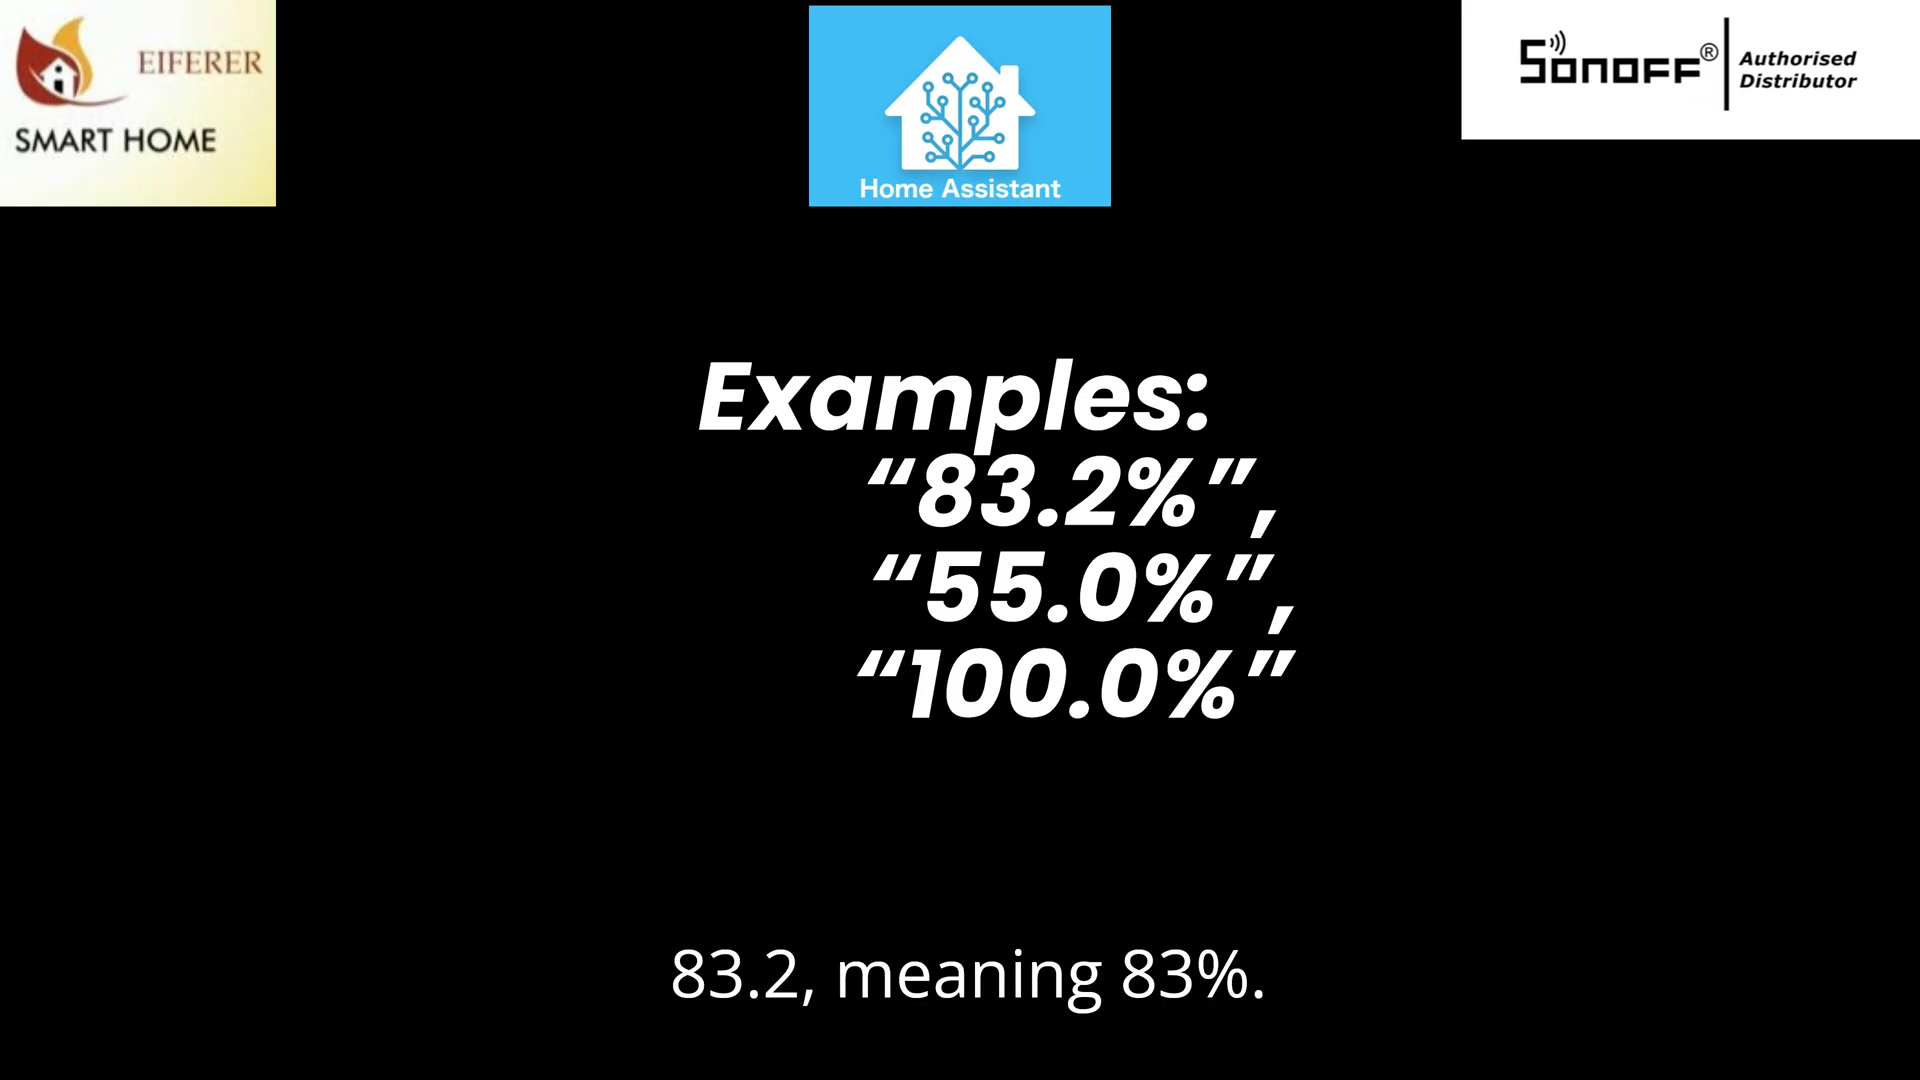 EIFERER
SMART HOME
Home Assistant
SONOFF® Authorised
Distributor
Examples:
“83.2%”,
“55.0%”,
“100.0%”
83.2, meaning 83%.